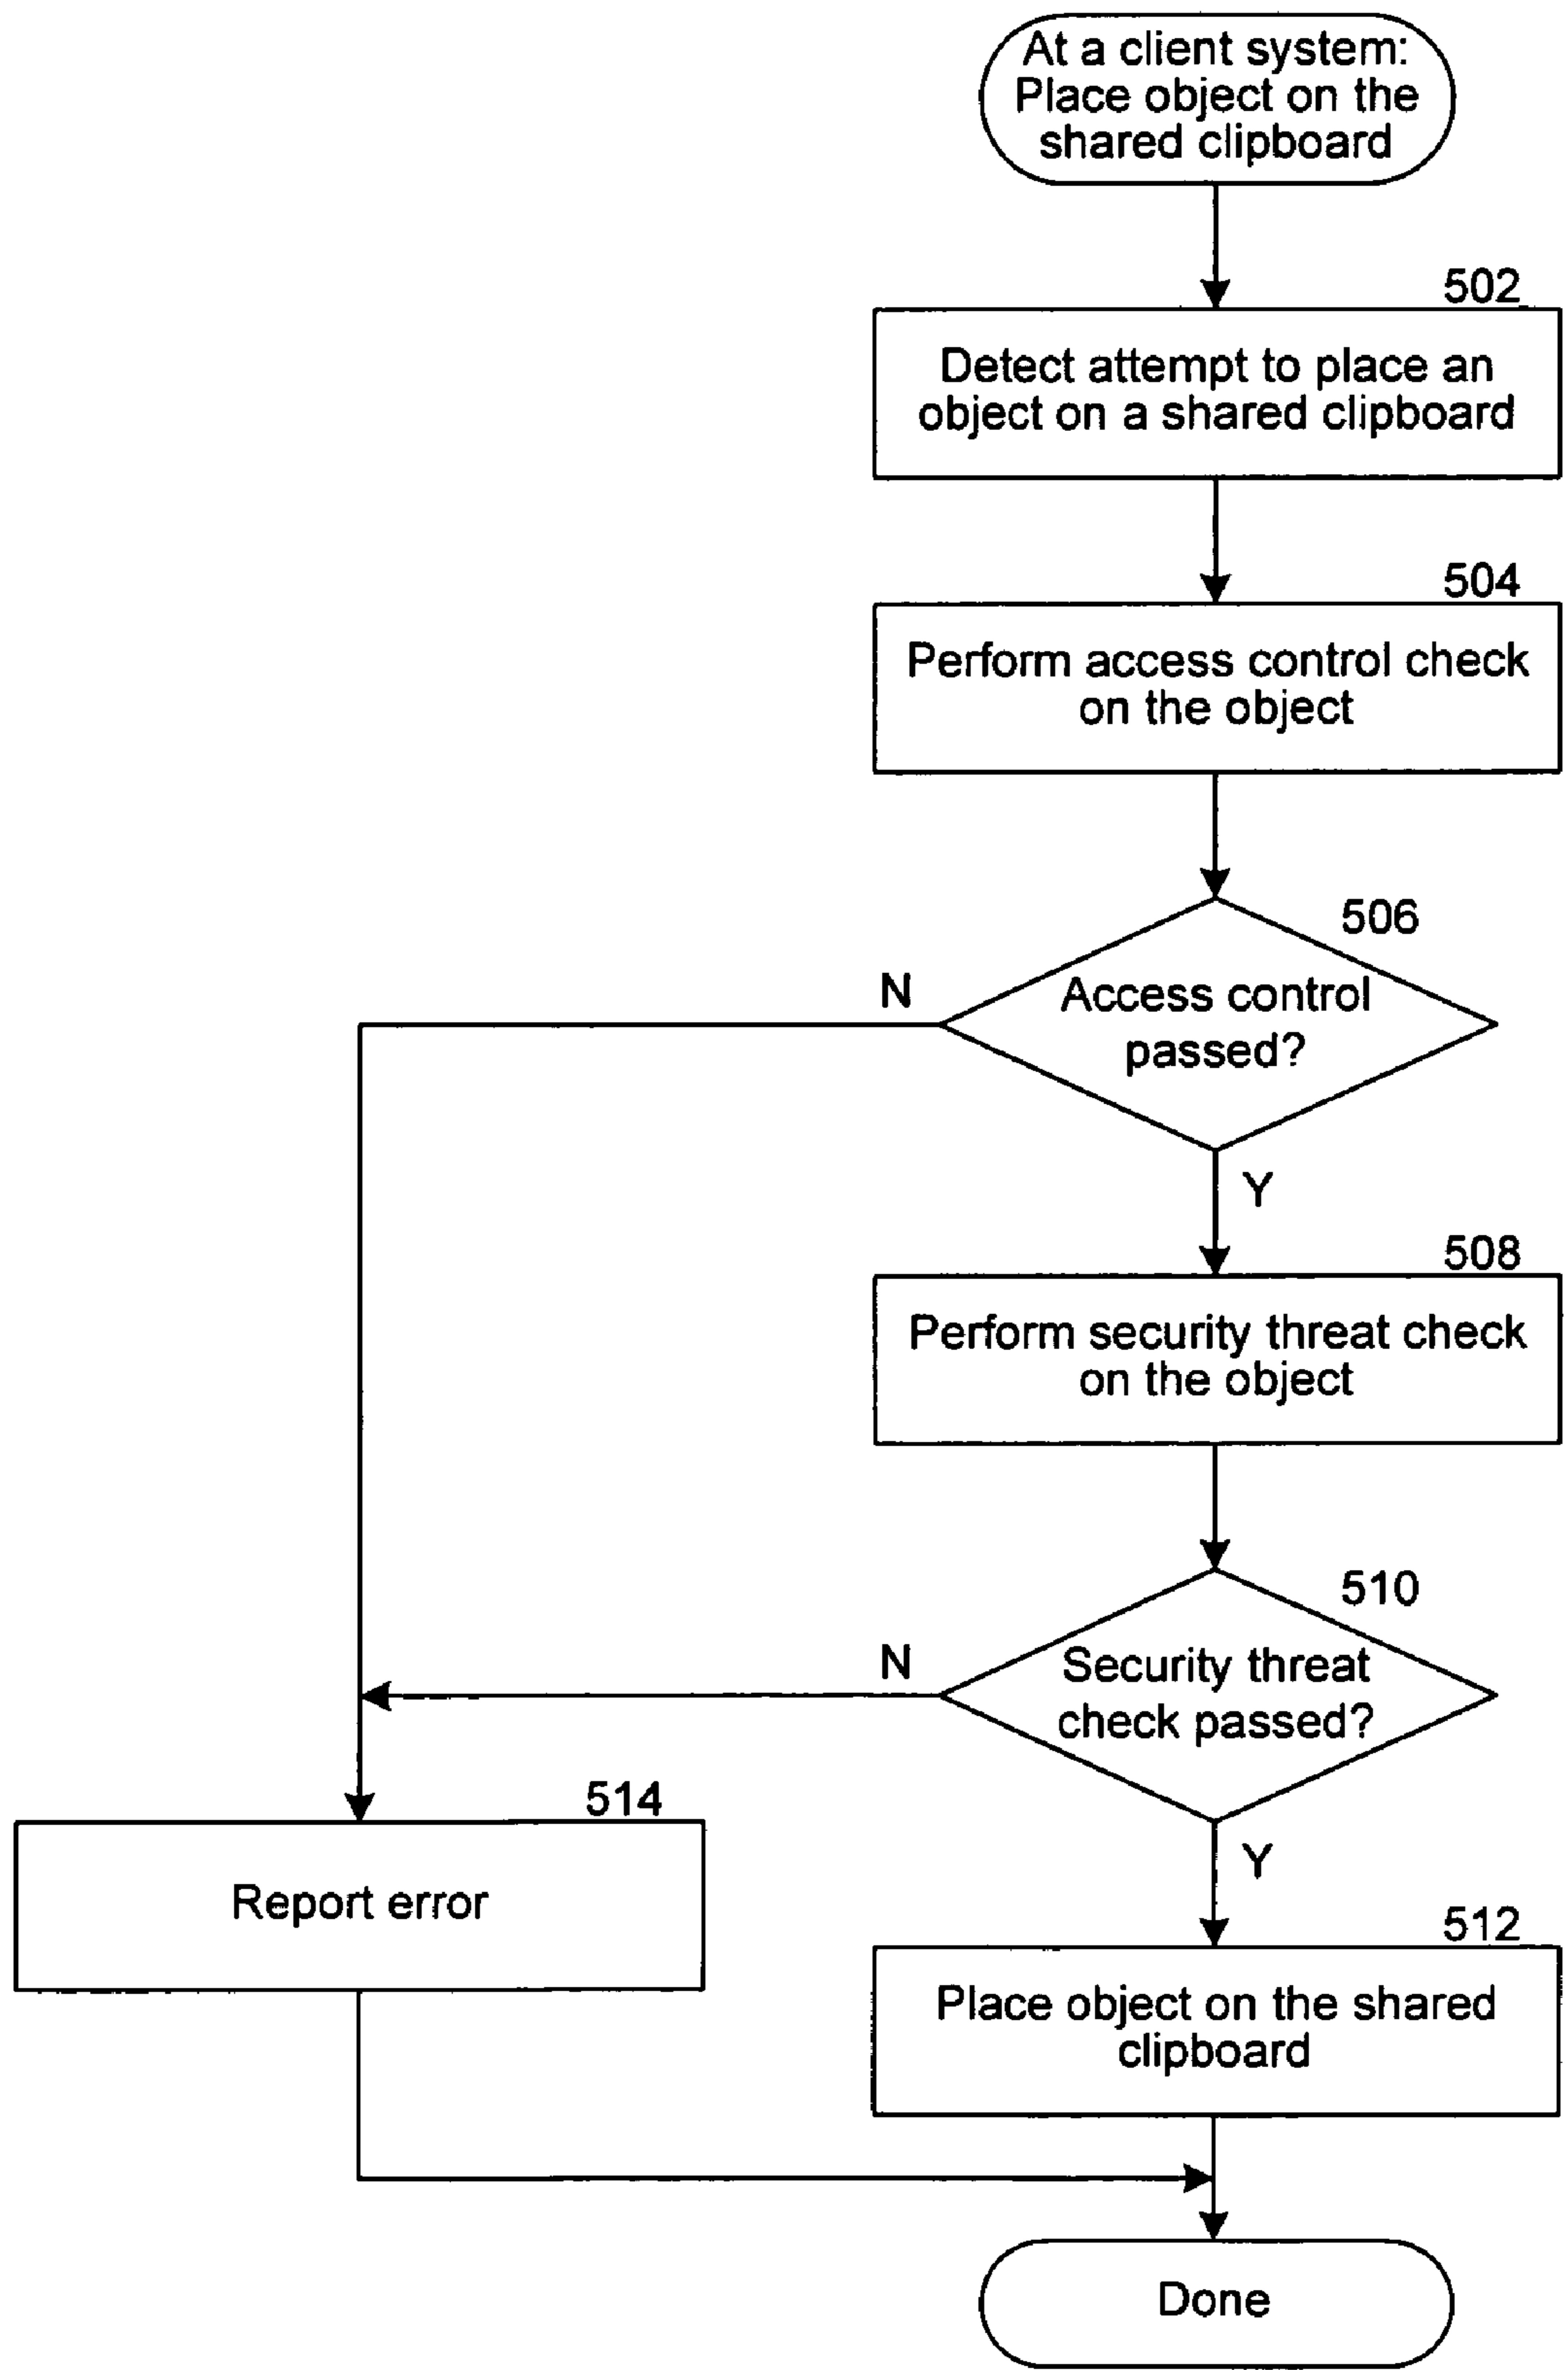 At a client system:
Place object on the
shared clipboard
502
Detect attempt to place an
object on a shared clipboard
504
Perform access control check
on the object
506
N
Access control
passed?
Y
508
Perform security threat check
on the object
510
N
Security threat
check passed?
514
Y
Report error
512
Place object on the shared
clipboard
Done